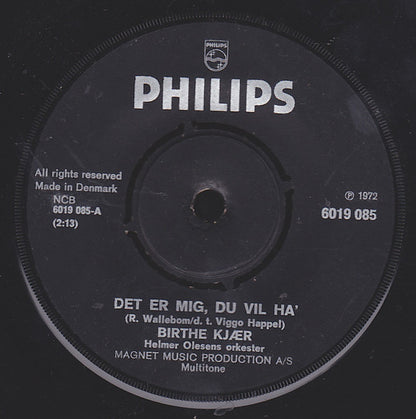 PHILIPS
PHILIPS
All rights reserved
Made in Denmark
NCB
6019 085-A
(2:13)
℗ 1972
6019 085
DET ER MIG, DU VIL HA'
(R. Wallebom/d. t. Viggo Happel)
BIRTHE KJÆR
Helmer Olesens orkester
MAGNET MUSIC PRODUCTION A/S
Multitone